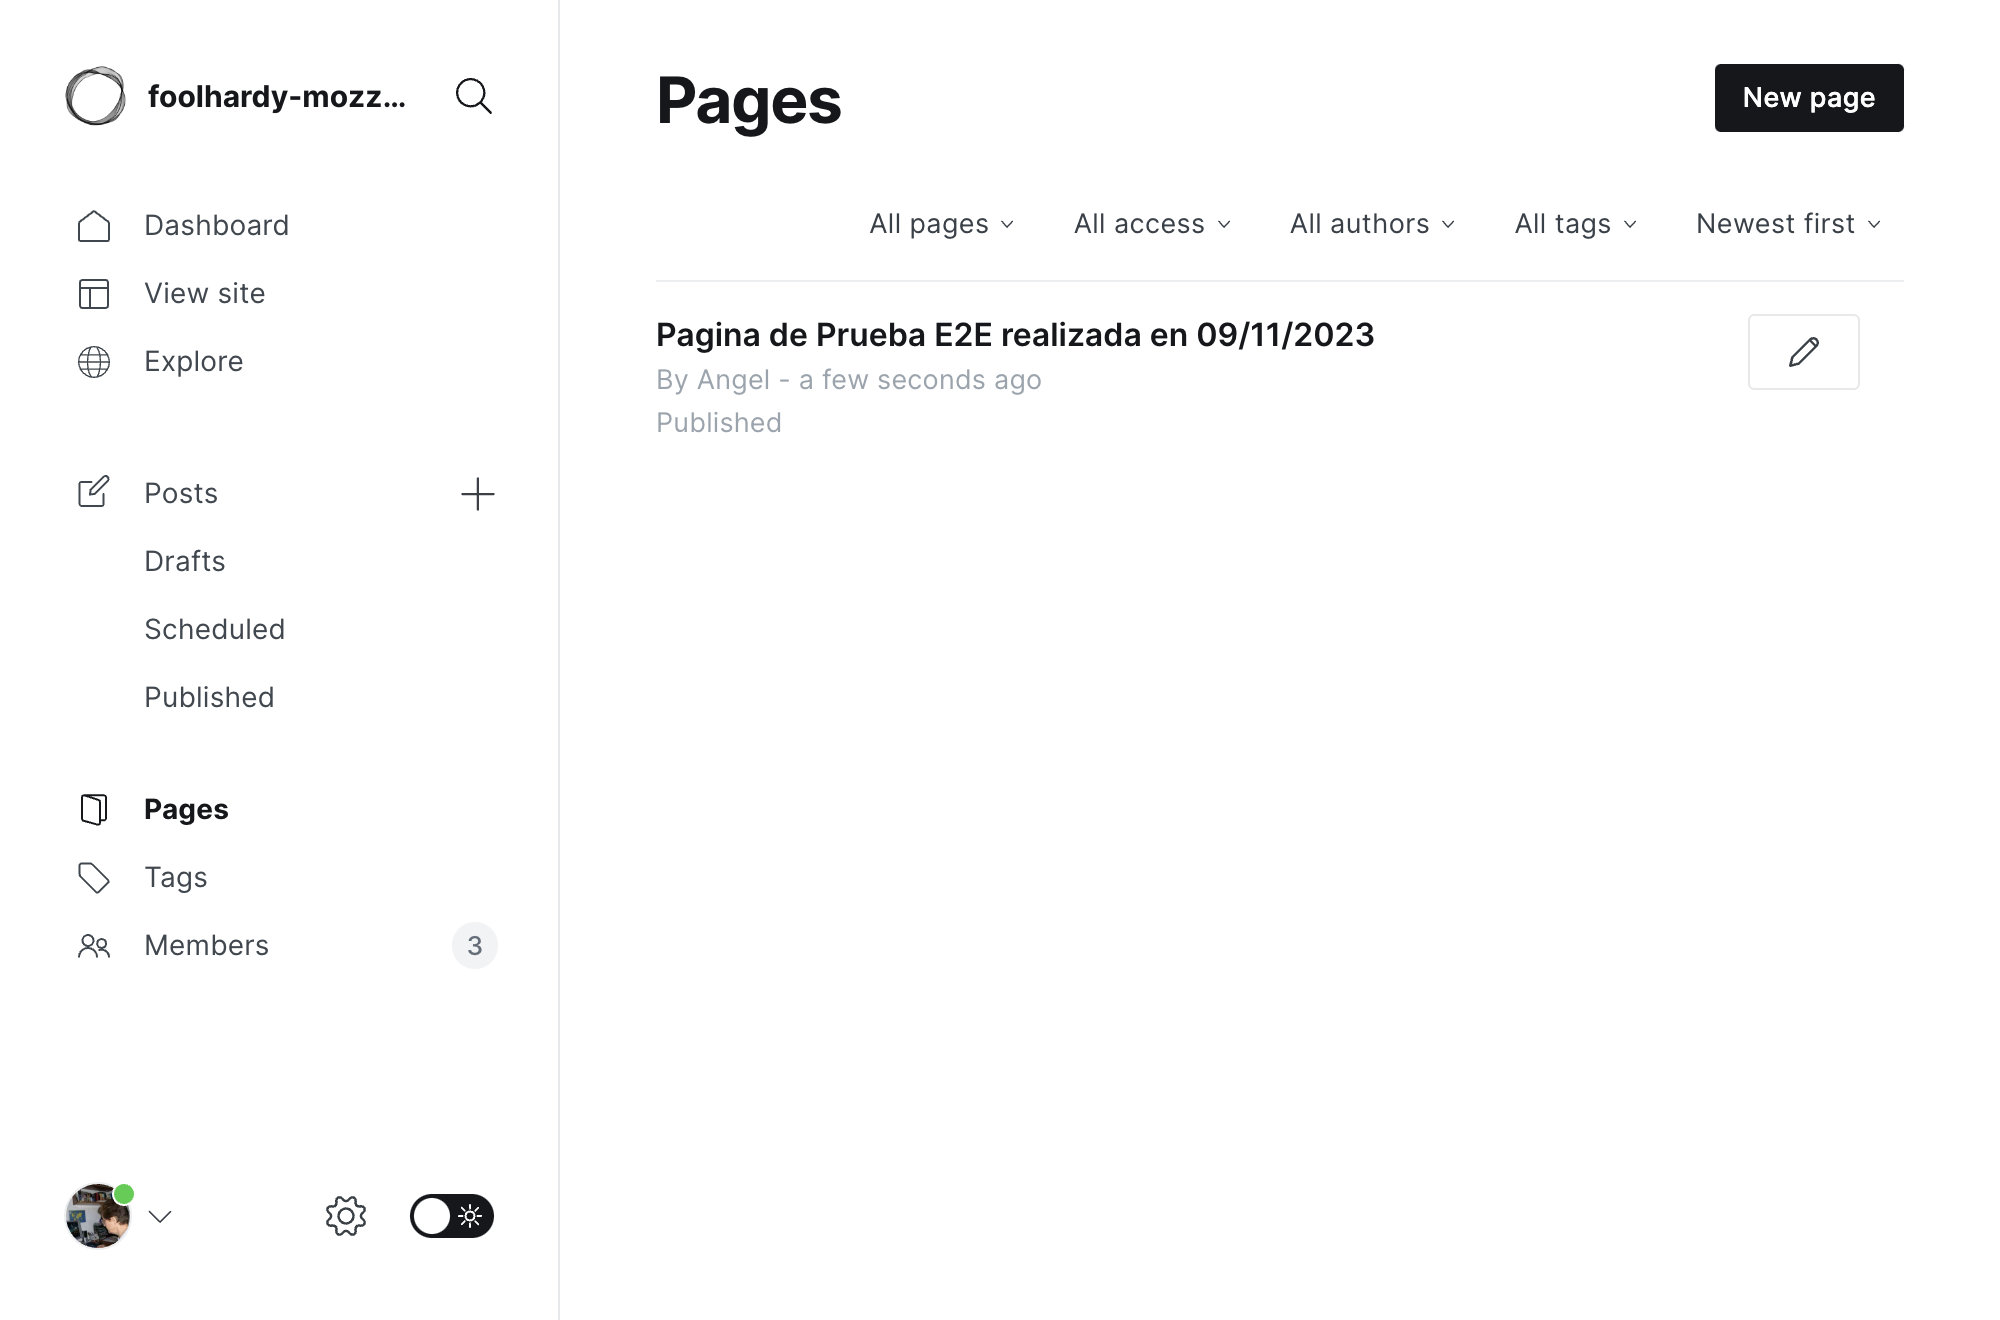 foolhardy-mozz...
Dashboard
View site
Explore
Posts
Drafts
Scheduled
Published
Pages
Tags
Members
3
Pages
New page
All pages
All access
All authors
All tags
Newest first
Pagina de Prueba E2E realizada en 09/11/2023
By Angel - a few seconds ago
Published